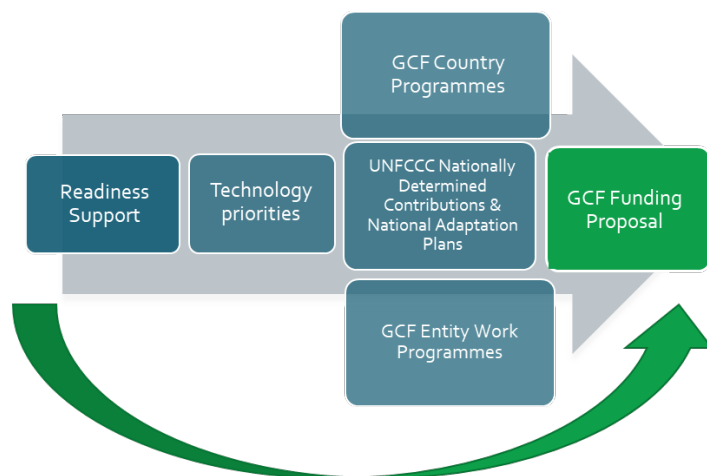 GCF Country
Programmes
Readiness
Support
Technology
priorities
UNFCCC Nationally
Determined
Contributions &
National Adaptation
Plans
GCF Funding
Proposal
GCF Entity Work
Programmes